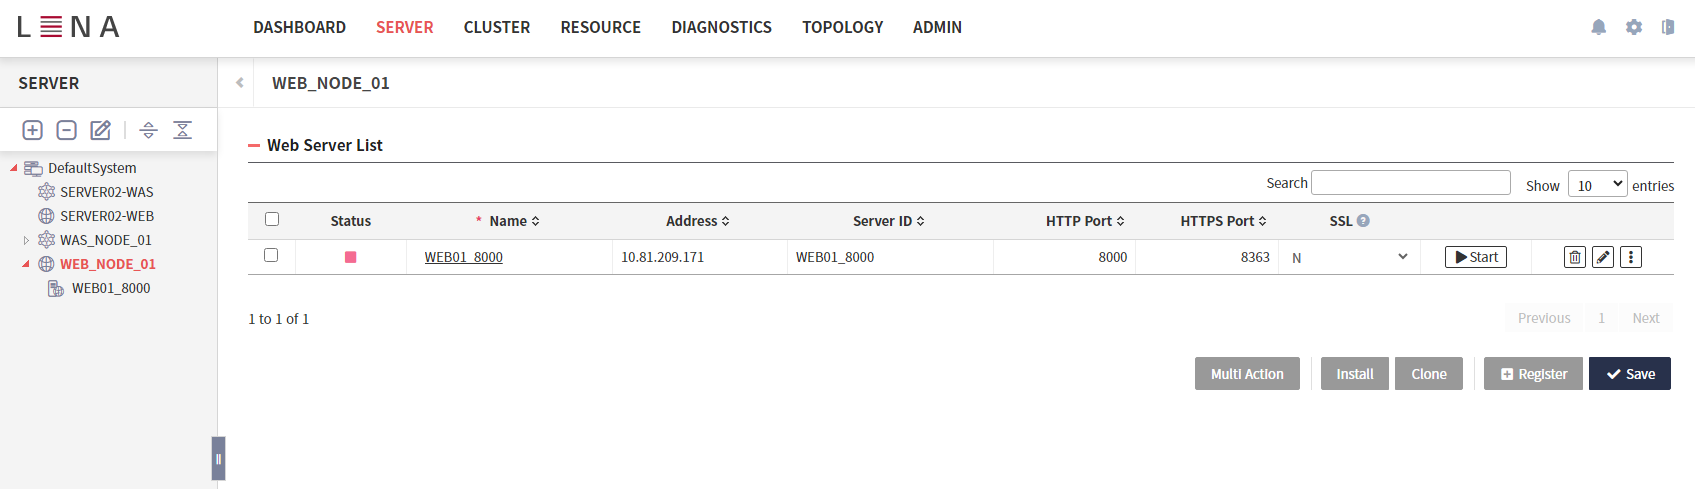 LENA
DASHBOARD SERVER CLUSTER RESOURCE DIAGNOSTICS TOPOLOGY ADMIN
SERVER
WEB_NODE_01
DefaultSystem
SERVER02-WAS
SERVER02-WEB
WAS_NODE_01
WEB_NODE_01
WEB01_8000
Web Server List
Search Show 10 entries
Status * Name Address Server ID HTTP Port HTTPS Port SSL ?
WEB01_8000 10.81.209.171 WEB01_8000 8000 8363 N Start
1 to 1 of 1
Previous 1 Next
Multi Action Install Clone Register Save